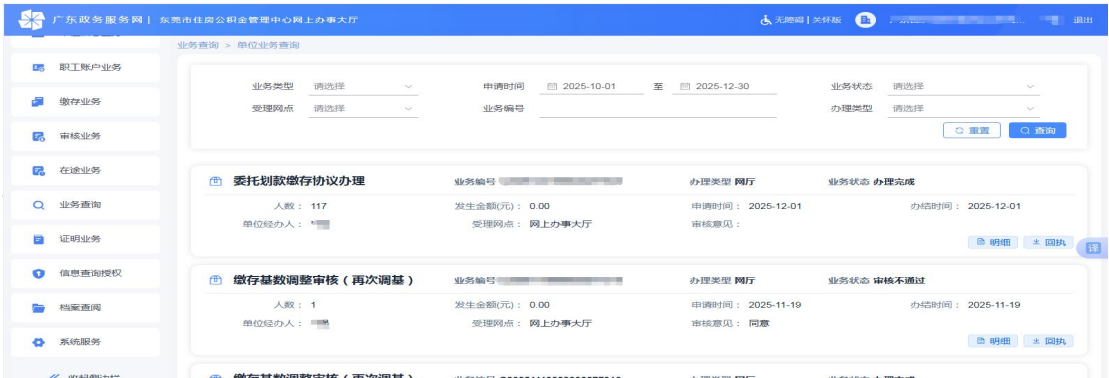 广东政务服务网 | 东莞市住房公积金管理中心网上办事大厅 无障碍 | 关怀版 退出
业务查询 > 单位业务查询
职工账户业务
缴存业务
审核业务
在途业务
业务查询
证明业务
信息查询授权
档案查阅
系统服务
业务类型 请选择 申请时间 2025-10-01 至 2025-12-30 业务状态 请选择
受理网点 请选择 业务编号 办理类型 请选择
重置 查询
委托划款缴存协议办理 业务编号 办理类型 网厅 业务状态 办理完成
人数： 117 发生金额(元)： 0.00 申请时间： 2025-12-01 办结时间： 2025-12-01
单位经办人： 受理网点： 网上办事大厅 审核意见：
明细 回执
译
缴存基数调整审核（再次调基） 业务编号 办理类型 网厅 业务状态 审核不通过
人数： 1 发生金额(元)： 0.00 申请时间： 2025-11-19 办结时间： 2025-11-19
单位经办人： 受理网点： 网上办事大厅 审核意见： 同意
明细 回执
缴存基数调整审核（再次调基）